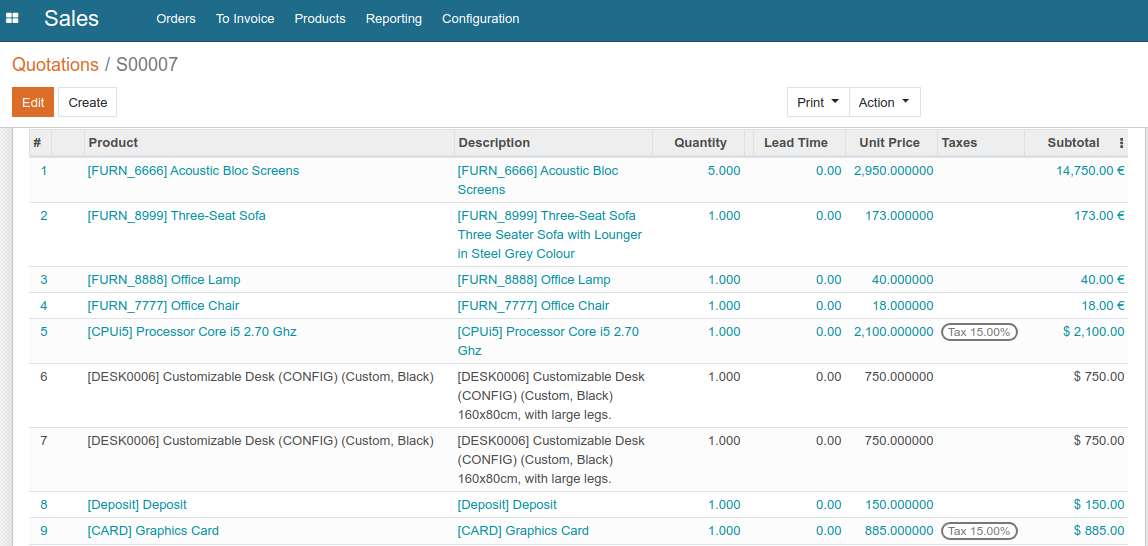 Sales Orders To Invoice Products Reporting Configuration
Quotations / S00007
Edit Create Print Action
# Product Description Quantity Lead Time Unit Price Taxes Subtotal
1 [FURN_6666] Acoustic Bloc Screens [FURN_6666] Acoustic Bloc 5.000 0.00 2,950.000000 14,750.00 €
Screens
2 [FURN_8999] Three-Seat Sofa [FURN_8999] Three-Seat Sofa 1.000 0.00 173.000000 173.00 €
Three Seater Sofa with Lounger
in Steel Grey Colour
3 [FURN_8888] Office Lamp [FURN_8888] Office Lamp 1.000 0.00 40.000000 40.00 €
4 [FURN_7777] Office Chair [FURN_7777] Office Chair 1.000 0.00 18.000000 18.00 €
5 [CPUi5] Processor Core i5 2.70 Ghz [CPUi5] Processor Core i5 2.70 1.000 0.00 2,100.000000 Tax 15.00% $ 2,100.00
Ghz
6 [DESK0006] Customizable Desk (CONFIG) (Custom, Black) [DESK0006] Customizable Desk 1.000 0.00 750.000000 $ 750.00
(CONFIG) (Custom, Black)
160x80cm, with large legs.
7 [DESK0006] Customizable Desk (CONFIG) (Custom, Black) [DESK0006] Customizable Desk 1.000 0.00 750.000000 $ 750.00
(CONFIG) (Custom, Black)
160x80cm, with large legs.
8 [Deposit] Deposit [Deposit] Deposit 1.000 0.00 150.000000 $ 150.00
9 [CARD] Graphics Card [CARD] Graphics Card 1.000 0.00 885.000000 Tax 15.00% $ 885.00